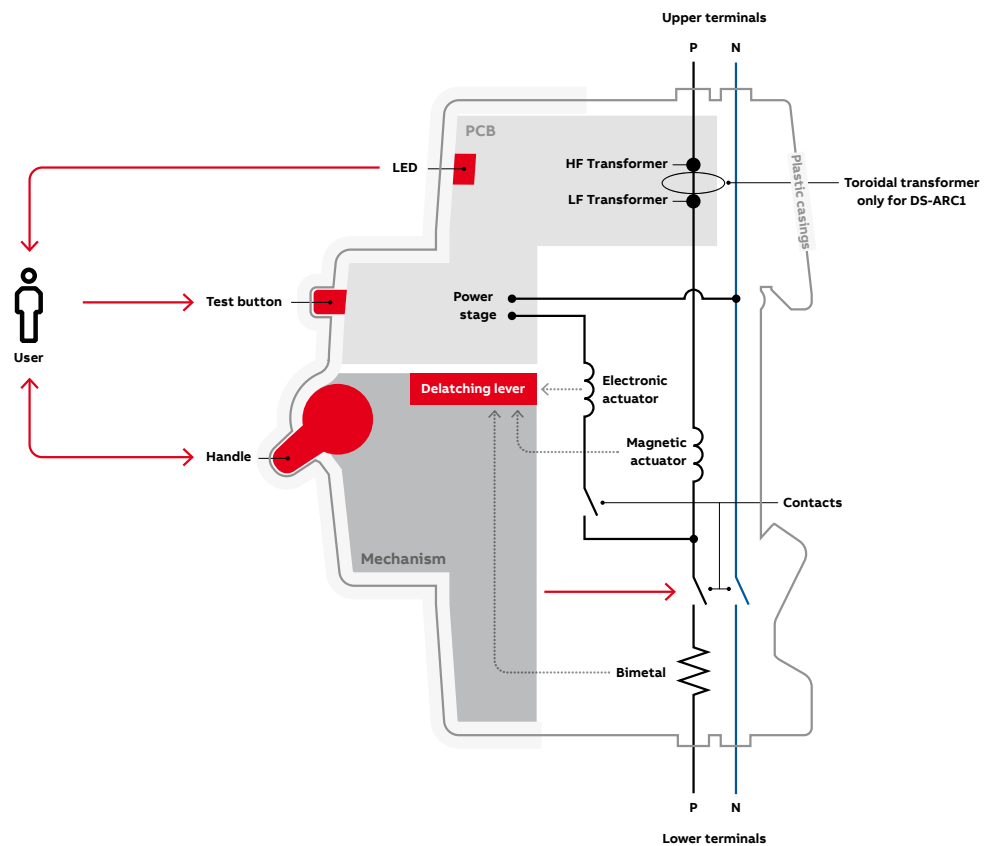 Upper terminals
P N
PCB
LED
HF Transformer
LF Transformer
Plastic casings
Toroidal transformer
only for DS-ARC1
Test button
Power
stage
User
Delatching lever
Electronic
actuator
Handle
Magnetic
actuator
Contacts
Mechanism
Bimetal
P N
Lower terminals